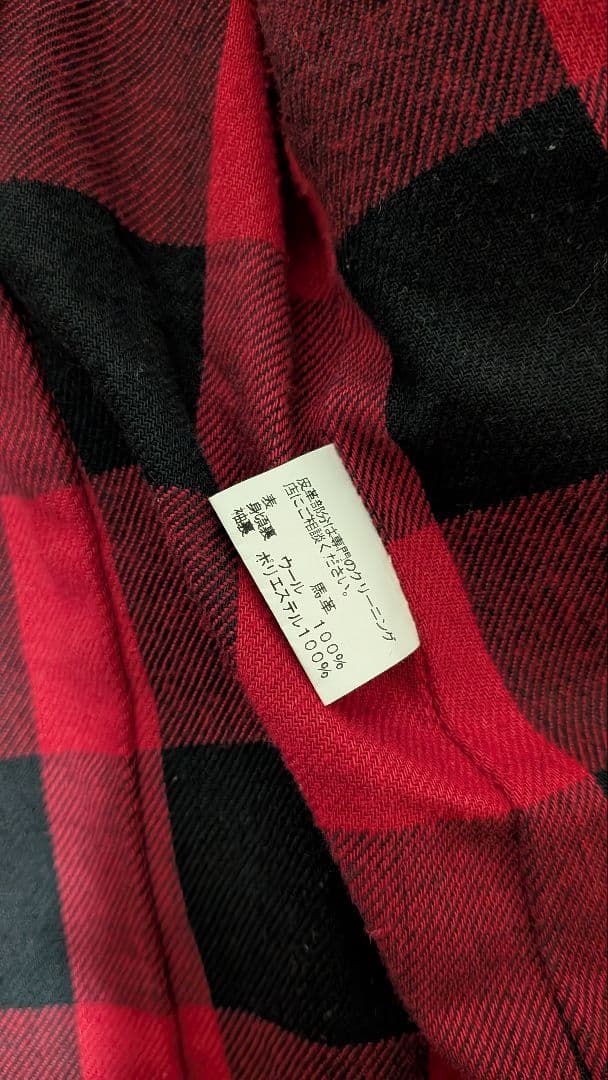 皮革部分は専門のクリーニング
店にご相談ください。
表 馬革
身頃裏 ウール 100%
袖裏 ポリエステル100%